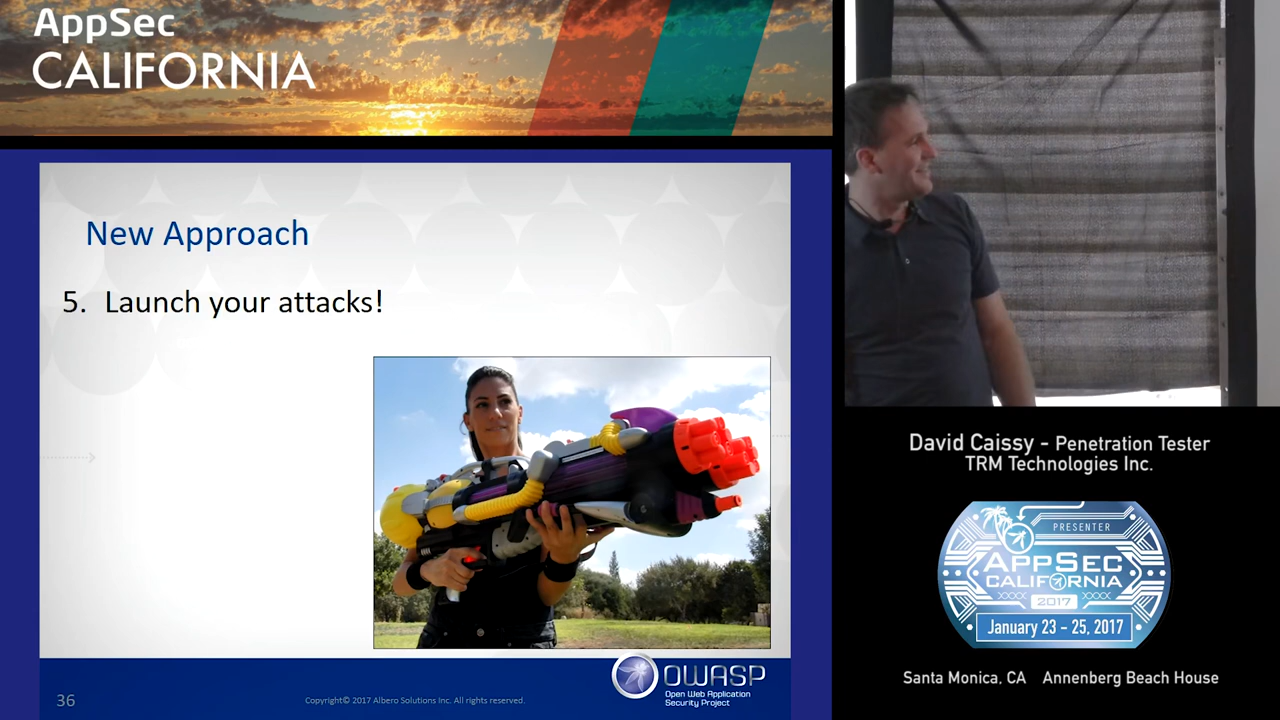 AppSec
CALIFORNIA
New Approach
5. Launch your attacks!
36
Copyright© 2017 Albero Solutions Inc. All rights reserved.
OWASP
Open Web Application
Security Project
David Caissy - Penetration Tester
TRM Technologies Inc.
PRESENTER
APPSEC
CALIFORNIA
2017
January 23 - 25, 2017
Santa Monica, CA Annenberg Beach House